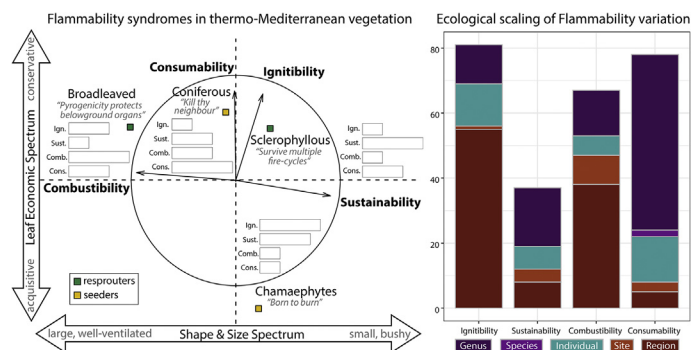 Flammability syndromes in thermo-Mediterranean vegetation
Ecological scaling of Flammability variation
conservative
Leaf Economic Spectrum
acquisitive
Consumability
Ignitibility
Broadleaved
"Pyrogenicity protects
belowground organs"
Ign.
Sust.
Comb.
Cons.
Coniferous
"Kill thy
neighbour"
Ign.
Sust.
Comb.
Cons.
Sclerophyllous
"Survive multiple
fire-cycles"
Ign.
Sust.
Comb.
Cons.
Combustibility
Sustainability
Ign.
Sust.
Comb.
Cons.
Chamaephytes
"Born to burn"
resprouters
seeders
large, well-ventilated
Shape & Size Spectrum
small, bushy
80
60
40
20
0
Ignitibility
Sustainability
Combustibility
Consumability
Genus
Species
Individual
Site
Region